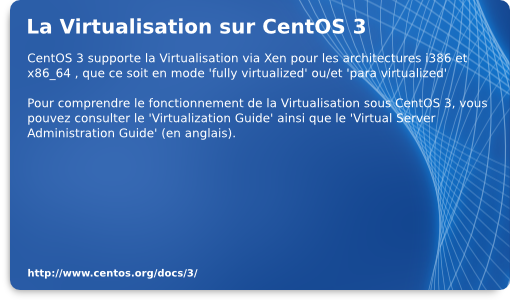 La Virtualisation sur CentOS 3
CentOS 3 supporte la Virtualisation via Xen pour les architectures i386 et
x86_64 , que ce soit en mode 'fully virtualized' ou/et 'para virtualized'
Pour comprendre le fonctionnement de la Virtualisation sous CentOS 3, vous
pouvez consulter le 'Virtualization Guide' ainsi que le 'Virtual Server
Administration Guide' (en anglais).
http://www.centos.org/docs/3/